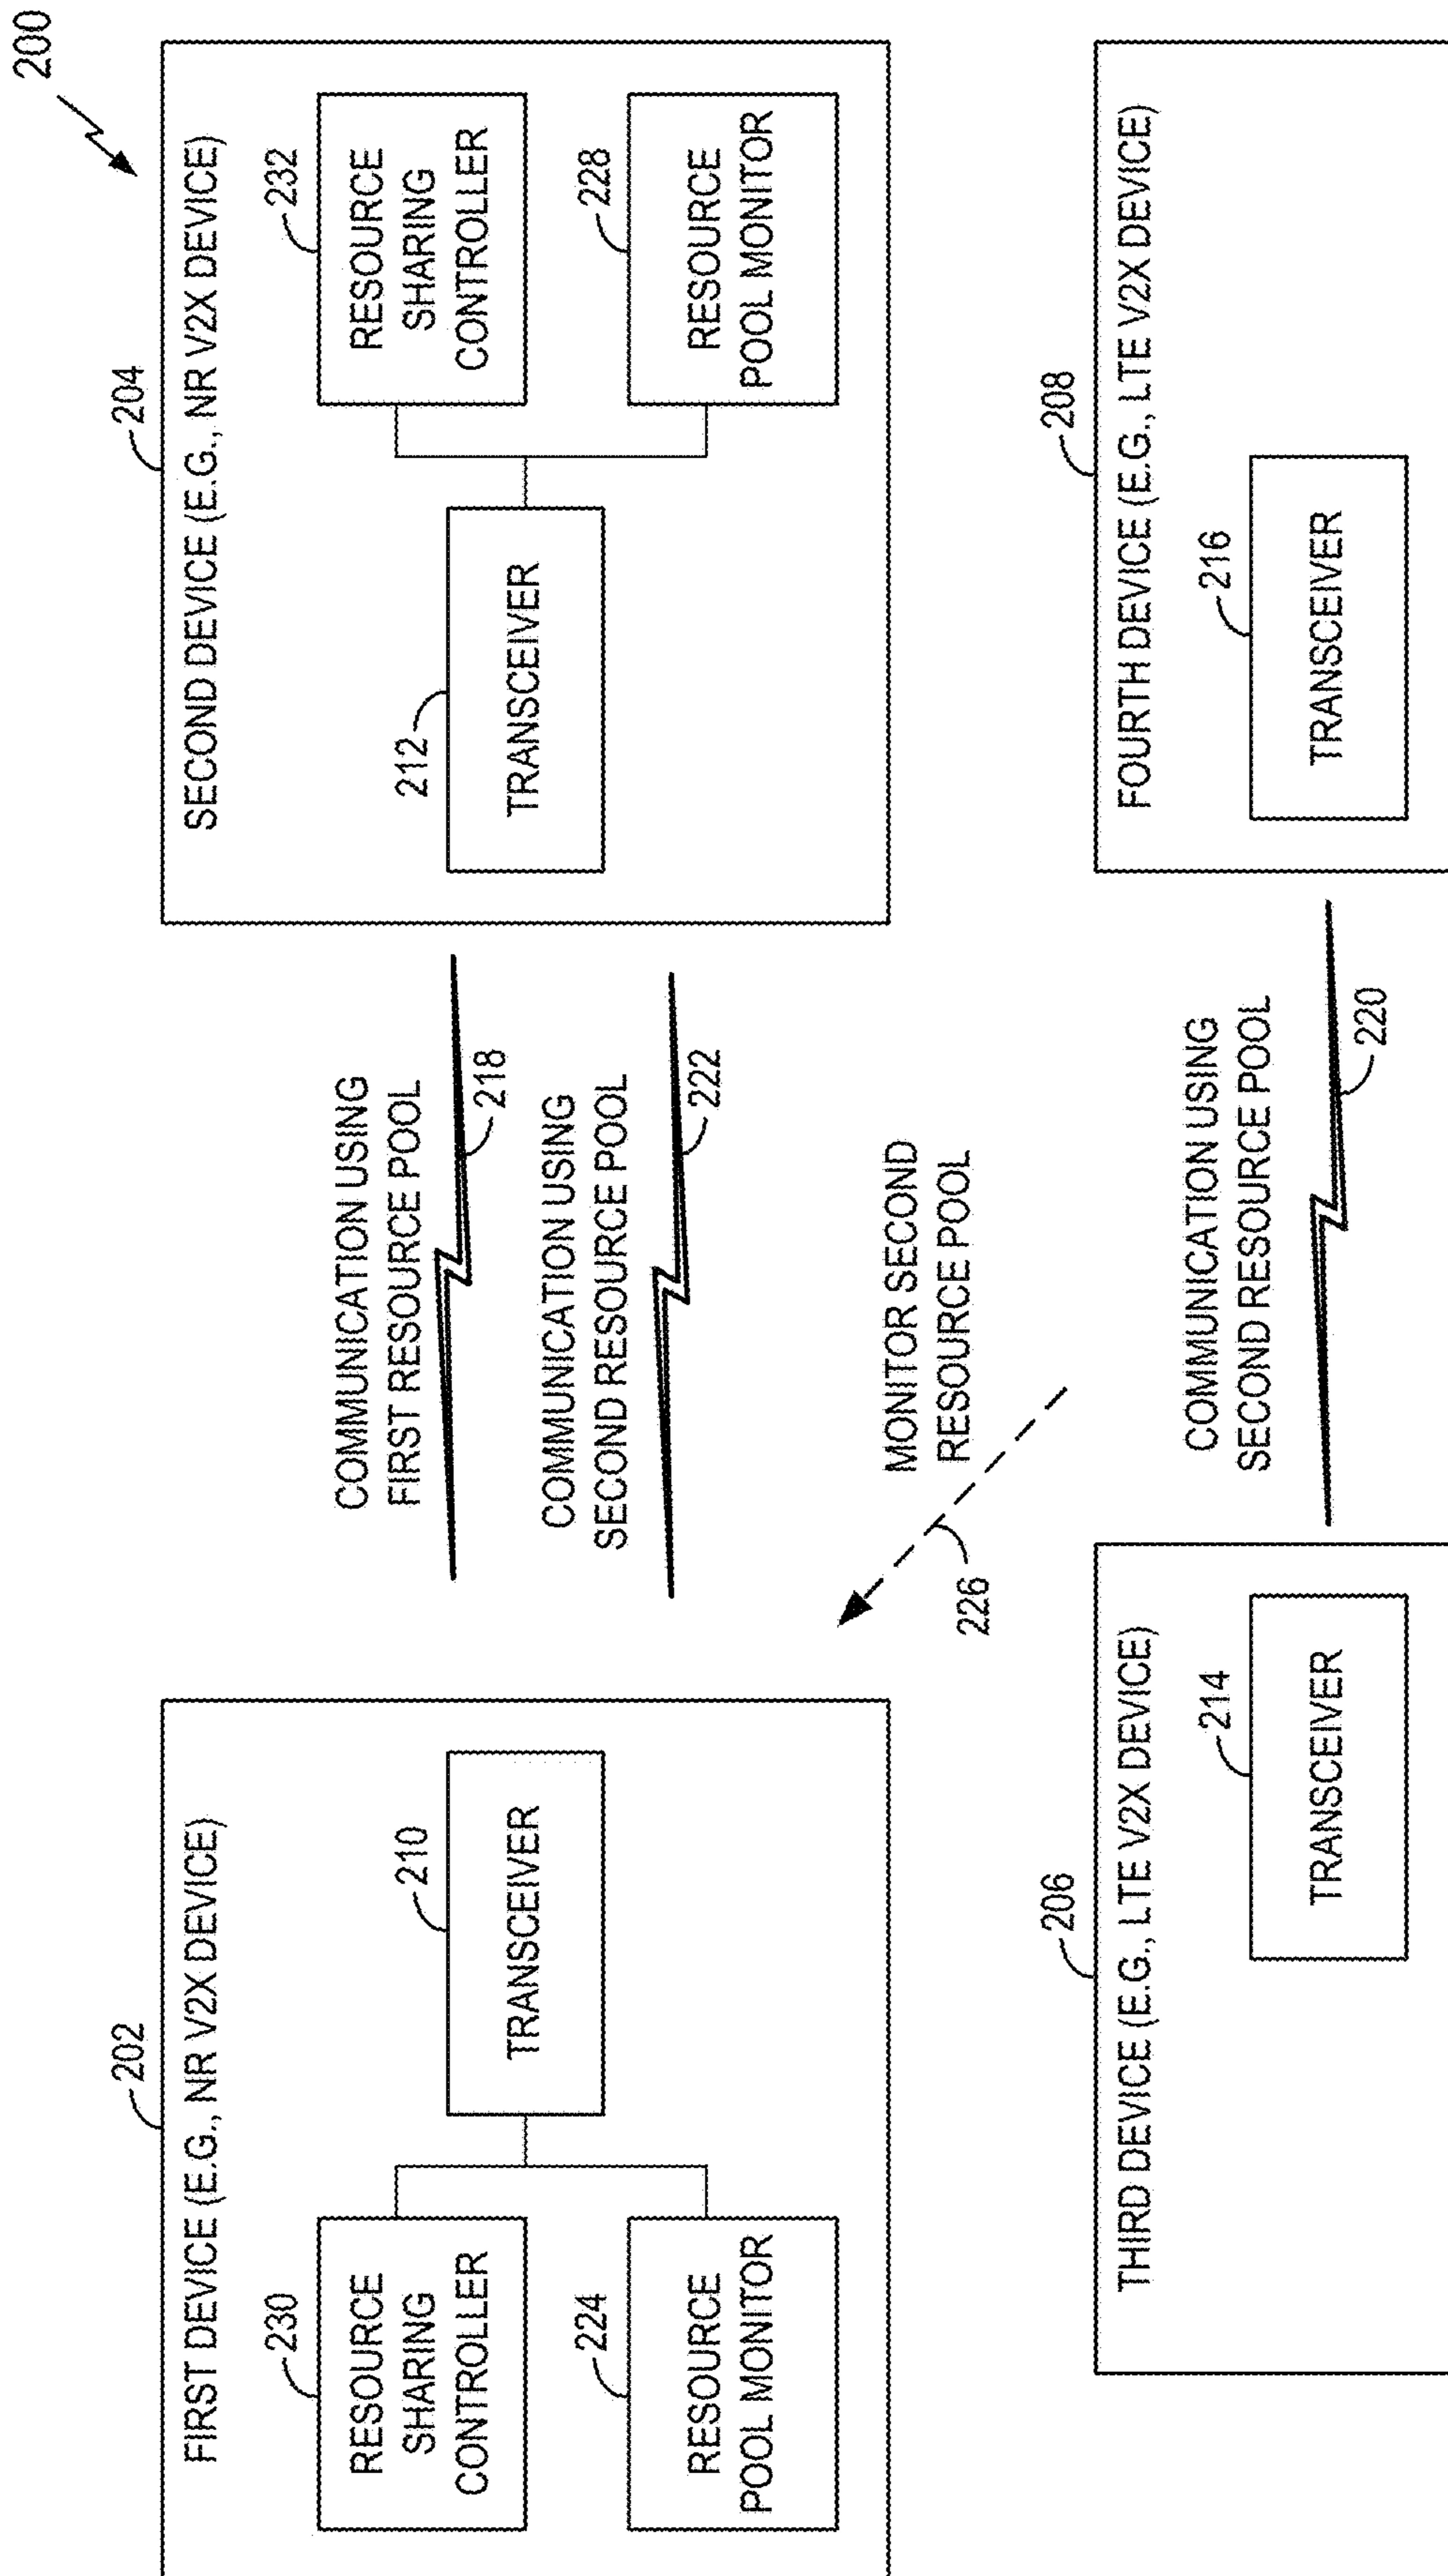 200
202
FIRST DEVICE (E.G., NR V2X DEVICE)
230
RESOURCE
SHARING
CONTROLLER
224
RESOURCE
POOL MONITOR
210
TRANSCEIVER
COMMUNICATION USING
FIRST RESOURCE POOL
218
COMMUNICATION USING
SECOND RESOURCE POOL
222
204
SECOND DEVICE (E.G., NR V2X DEVICE)
212
TRANSCEIVER
232
RESOURCE
SHARING
CONTROLLER
228
RESOURCE
POOL MONITOR
MONITOR SECOND
RESOURCE POOL
226
206
THIRD DEVICE (E.G., LTE V2X DEVICE)
214
TRANSCEIVER
COMMUNICATION USING
SECOND RESOURCE POOL
220
208
FOURTH DEVICE (E.G., LTE V2X DEVICE)
216
TRANSCEIVER